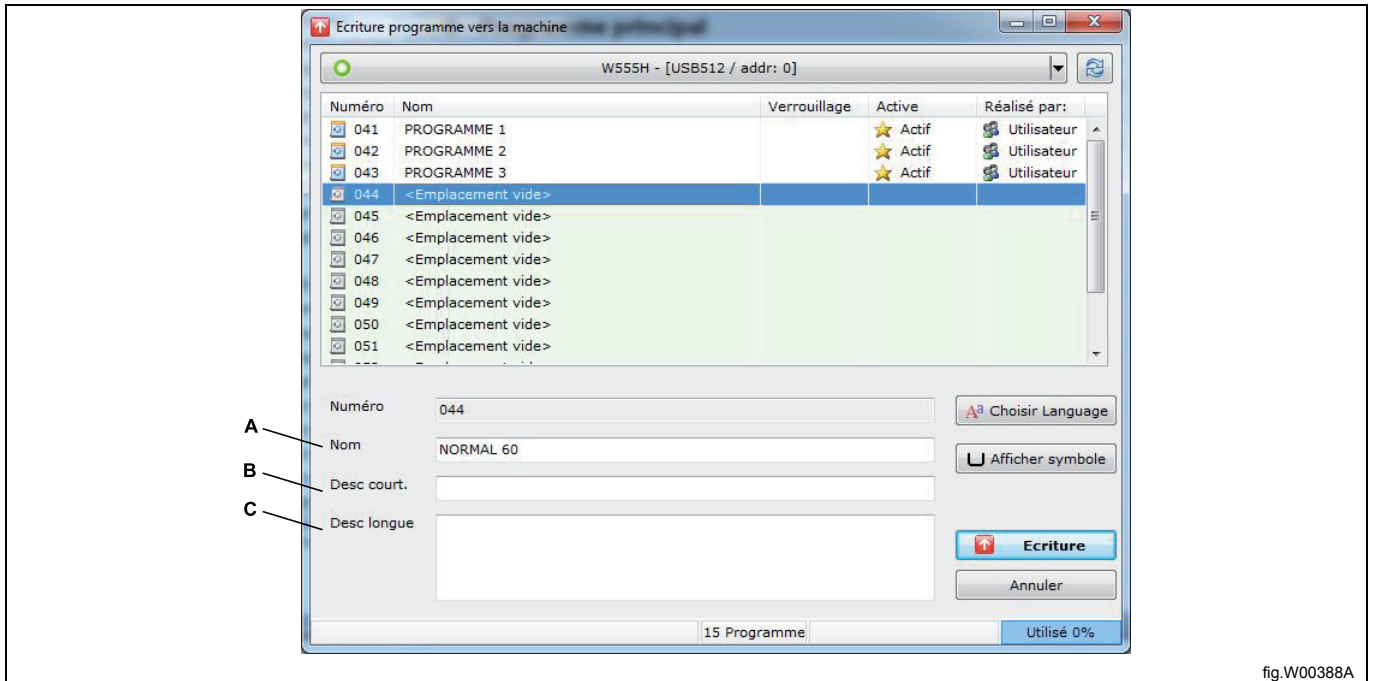 Ecriture programme vers la machine
W555H - [USB512 / addr: 0]
Numéro Nom Verrouillage Active Réalisé par:
041 PROGRAMME 1 Actif Utilisateur
042 PROGRAMME 2 Actif Utilisateur
043 PROGRAMME 3 Actif Utilisateur
044 <Emplacement vide>
045 <Emplacement vide>
046 <Emplacement vide>
047 <Emplacement vide>
048 <Emplacement vide>
049 <Emplacement vide>
050 <Emplacement vide>
051 <Emplacement vide>
Numéro 044 Aa Choisir Language
A Nom NORMAL 60
Afficher symbole
B Desc court.
C Desc longue
Ecriture
Annuler
15 Programme Utilisé 0%
fig.W00388A